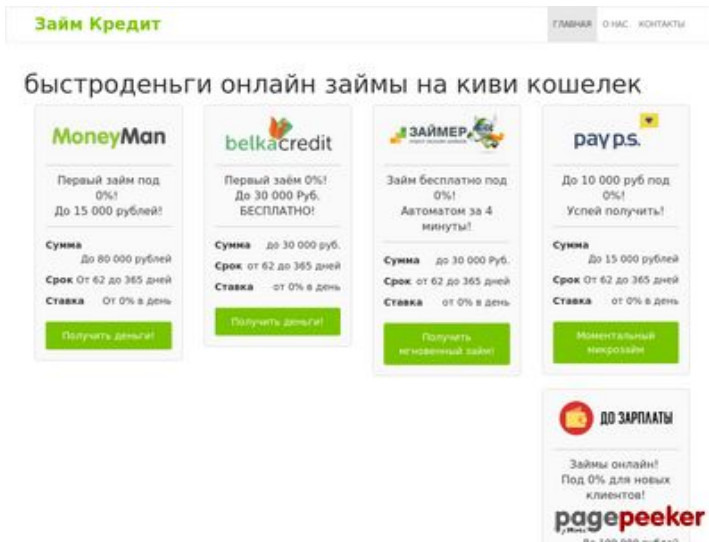 Займ Кредит
ГЛАВНАЯ О НАС КОНТАКТЫ
быстроденьги онлайн займы на киви кошелек
MoneyMan
Первый займ под
0%!
До 15 000 рублей!
Сумма
До 80 000 рублей
Срок От 62 до 365 дней
Ставка От 0% в день
Получить деньги!
belkacredit
Первый заём 0%!
До 30 000 Руб.
БЕСПЛАТНО!
Сумма до 30 000 руб.
Срок от 62 до 365 дней
Ставка от 0% в день
Получить деньги!
ЗАЙМЕР
Займ бесплатно под
0%!
Автоматом за 4
минуты!
Сумма до 30 000 Руб.
Срок от 62 до 365 дней
Ставка от 0% в день
Получить
мгновенный займ!
pay p.s.
До 10 000 руб под
0%!
Успей получить!
Сумма
До 15 000 рублей
Срок От 62 до 365 дней
Ставка От 0% в день
Моментальный
микрозайм
ДО ЗАРПЛАТЫ
Займы онлайн!
Под 0% для новых
клиентов!
pagepeeker
До 100 000 рублей